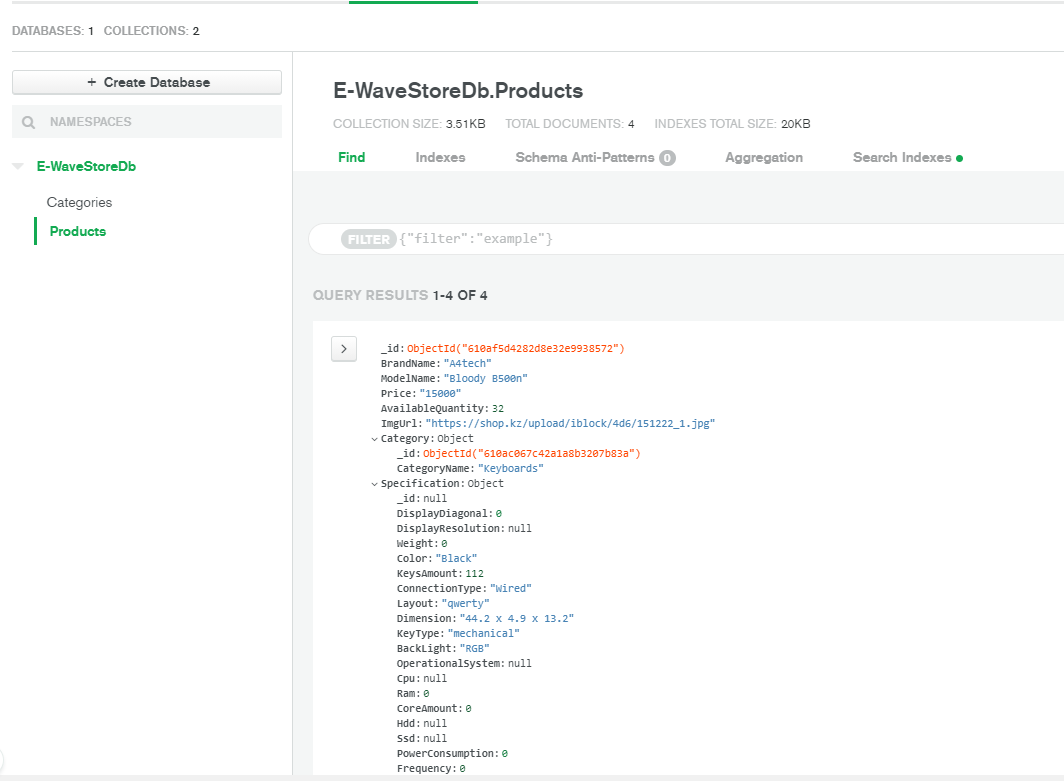 DATABASES: 1 COLLECTIONS: 2
+ Create Database
NAMESPACES
E-WaveStoreDb
Categories
Products
E-WaveStoreDb.Products
COLLECTION SIZE: 3.51KB TOTAL DOCUMENTS: 4 INDEXES TOTAL SIZE: 20KB
Find Indexes Schema Anti-Patterns 0 Aggregation Search Indexes
FILTER {"filter":"example"}
QUERY RESULTS 1-4 OF 4
_id: ObjectId("610af5d4282d8e32e9938572")
BrandName: "A4tech"
ModelName: "Bloody B500n"
Price: "15000"
AvailableQuantity: 32
ImgUrl: "https://shop.kz/upload/iblock/4d6/151222_1.jpg"
Category: Object
_id: ObjectId("610ac067c42a1a8b3207b83a")
CategoryName: "Keyboards"
Specification: Object
_id: null
DisplayDiagonal: 0
DisplayResolution: null
Weight: 0
Color: "Black"
KeysAmount: 112
ConnectionType: "Wired"
Layout: "qwerty"
Dimension: "44.2 x 4.9 x 13.2"
KeyType: "mechanical"
BackLight: "RGB"
OperationalSystem: null
Cpu: null
Ram: 0
CoreAmount: 0
Hdd: null
Ssd: null
PowerConsumption: 0
Frequency: 0